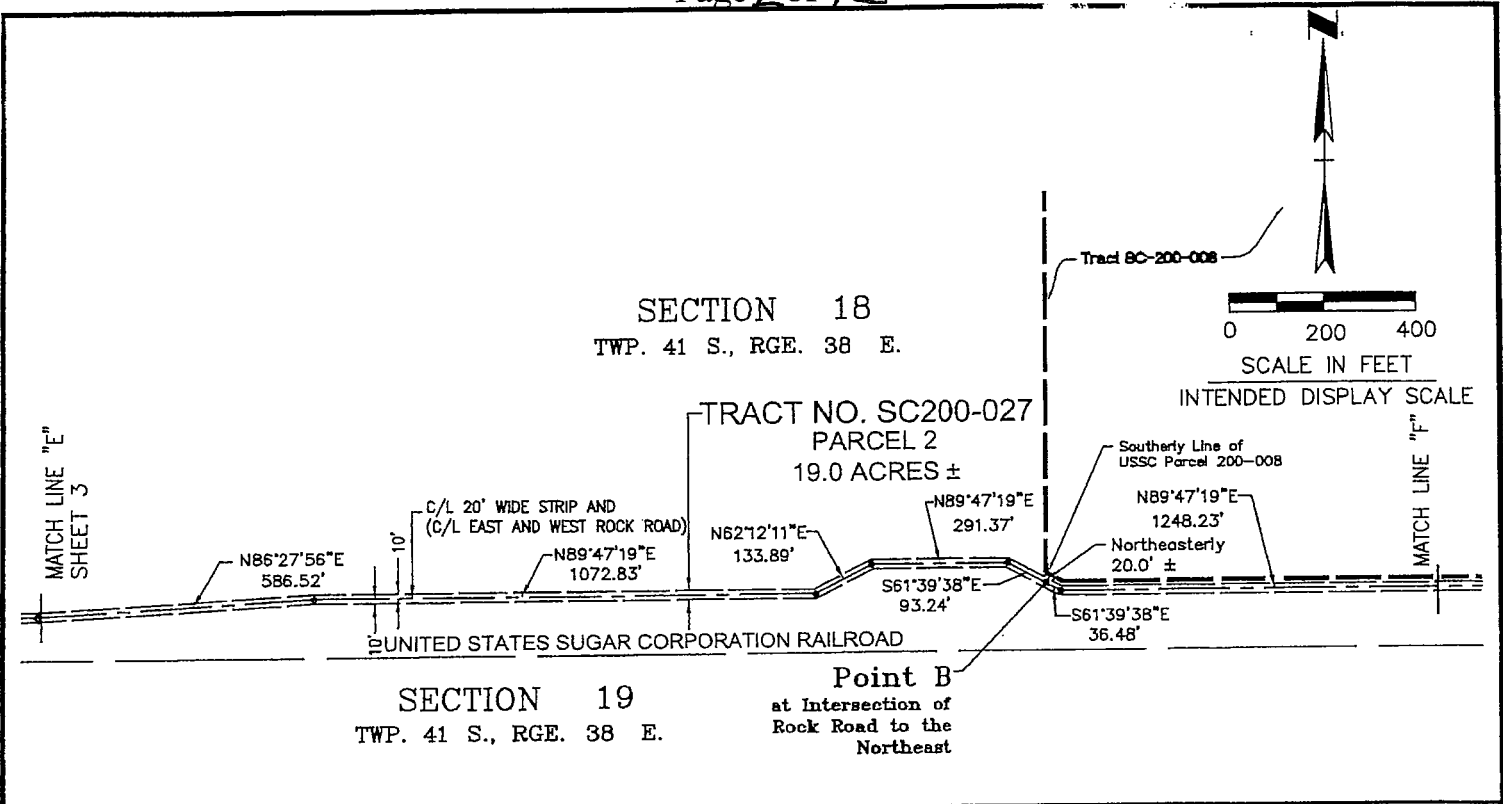 N
Tract SC-200-008
SECTION 18
TWP. 41 S., RGE. 38 E.
0 200 400
SCALE IN FEET
INTENDED DISPLAY SCALE
TRACT NO. SC200-027
PARCEL 2
19.0 ACRES ±
MATCH LINE "E"
SHEET 3
MATCH LINE "F"
Southerly Line of
USSC Parcel 200-008
C/L 20' WIDE STRIP AND
(C/L EAST AND WEST ROCK ROAD)
10'
N86°27'56"E
586.52'
N89°47'19"E
1072.83'
N62°12'11"E
133.89'
N89°47'19"E
291.37'
N89°47'19"E
1248.23'
Northeasterly
20.0' ±
S61°39'38"E
93.24'
S61°39'38"E
36.48'
10'
UNITED STATES SUGAR CORPORATION RAILROAD
SECTION 19
TWP. 41 S., RGE. 38 E.
Point B
at Intersection of
Rock Road to the
Northeast